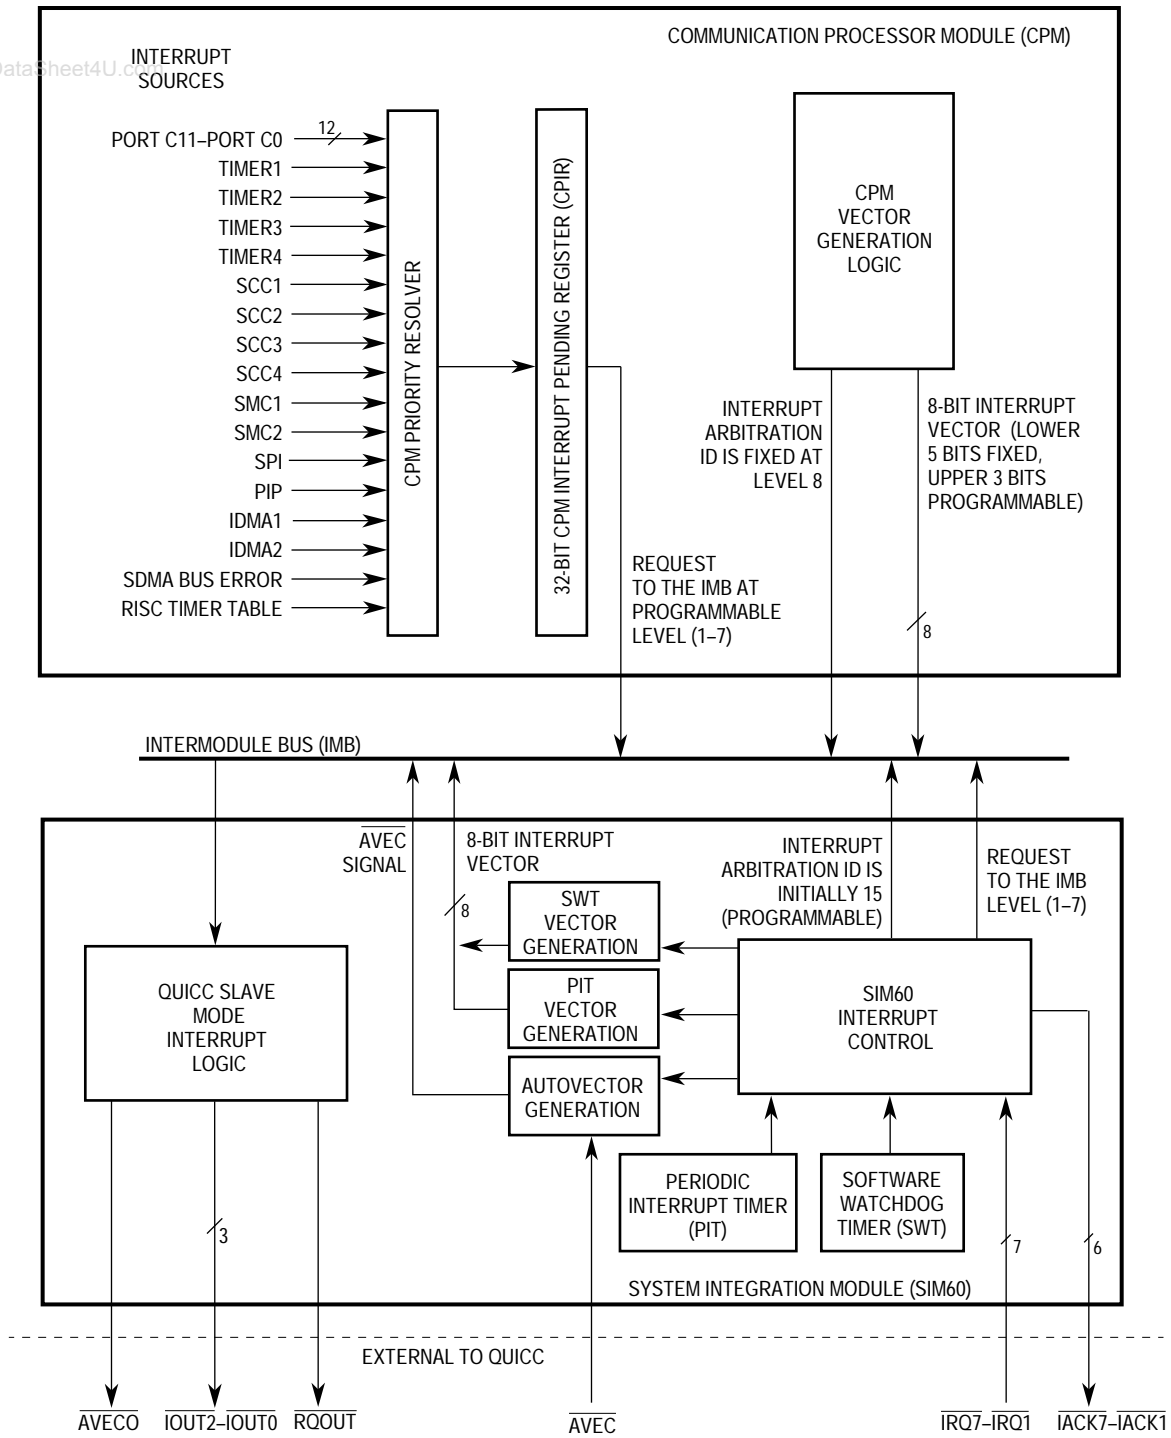 COMMUNICATION PROCESSOR MODULE (CPM)
ataSheet4U.com
INTERRUPT
SOURCES
PORT C11–PORT C0
12
TIMER1
TIMER2
TIMER3
TIMER4
SCC1
SCC2
SCC3
SCC4
SMC1
SMC2
SPI
PIP
IDMA1
IDMA2
SDMA BUS ERROR
RISC TIMER TABLE
CPM PRIORITY RESOLVER
32-BIT CPM INTERRUPT PENDING REGISTER (CPIR)
REQUEST
TO THE IMB AT
PROGRAMMABLE
LEVEL (1–7)
CPM
VECTOR
GENERATION
LOGIC
INTERRUPT
ARBITRATION
ID IS FIXED AT
LEVEL 8
8-BIT INTERRUPT
VECTOR (LOWER
5 BITS FIXED,
UPPER 3 BITS
PROGRAMMABLE)
8
INTERMODULE BUS (IMB)
AVEC
SIGNAL
8-BIT INTERRUPT
VECTOR
8
INTERRUPT
ARBITRATION ID IS
INITIALLY 15
(PROGRAMMABLE)
REQUEST
TO THE IMB
LEVEL (1–7)
QUICC SLAVE
MODE
INTERRUPT
LOGIC
SWT
VECTOR
GENERATION
PIT
VECTOR
GENERATION
AUTOVECTOR
GENERATION
SIM60
INTERRUPT
CONTROL
PERIODIC
INTERRUPT TIMER
(PIT)
SOFTWARE
WATCHDOG
TIMER (SWT)
3
7
6
SYSTEM INTEGRATION MODULE (SIM60)
EXTERNAL TO QUICC
AVECO
IOUT2–IOUT0
RQOUT
AVEC
IRQ7–IRQ1
IACK7–IACK1